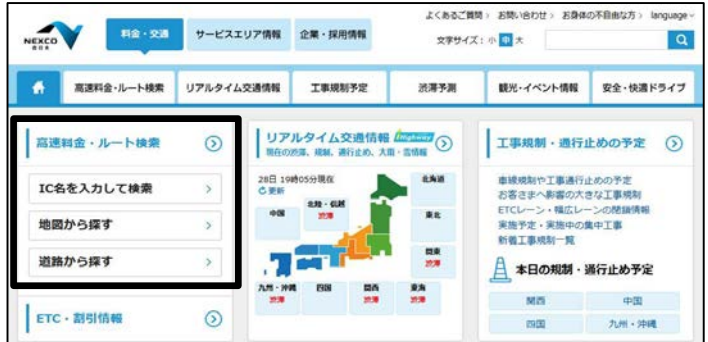 よくあるご質問 お問い合わせ お身体の不自由な方 language
NEXCO
西日本
料金・交通
サービスエリア情報
企業・採用情報
文字サイズ: 小 中 大
高速料金・ルート検索
リアルタイム交通情報
工事規制予定
渋滞予測
観光・イベント情報
安全・快適ドライブ
高速料金・ルート検索
IC名を入力して検索
地図から探す
道路から探す
ETC・割引情報
リアルタイム交通情報 iHighway
現在の渋滞、規制、通行止め、大雨・雪情報
28日 19時05分現在
更新
北海道
北陸・信越
渋滞
中国
東北
関東
渋滞
九州・沖縄
渋滞
四国
関西
渋滞
東海
渋滞
工事規制・通行止めの予定
車線規制や工事通行止めの予定
お客さまへ影響の大きな工事規制
ETCレーン・幅広レーンの閉鎖情報
実施予定・実施中の集中工事
新着工事規制一覧
本日の規制・通行止め予定
関西
中国
四国
九州・沖縄